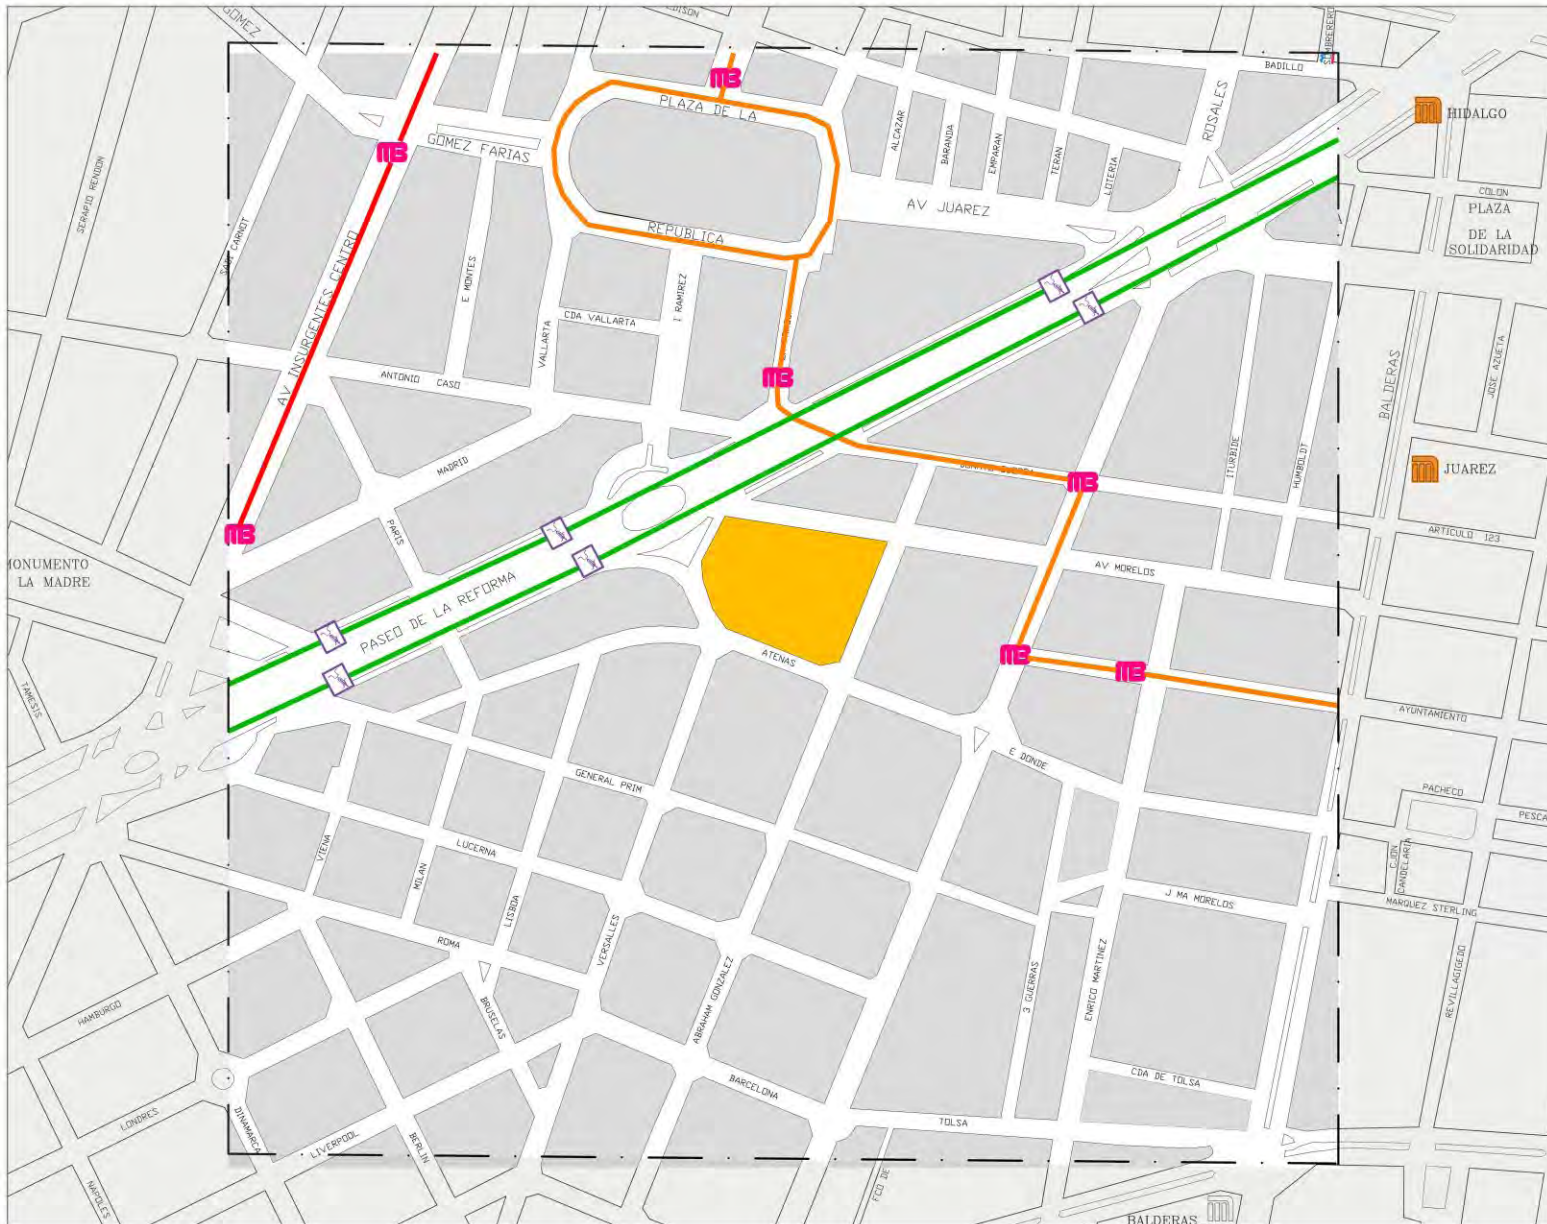 GOMEZ
EDISON
BADILLO
HIDALGO
PLAZA DE LA
ROSALES
ALCAZAR
BARANDA
EMPARAN
TERAN
LOTERIA
GOMEZ FARIAS
SERAPIO RENDON
COLON
PLAZA
DE LA
SOLIDARIDAD
AV JUAREZ
REPUBLICA
SADI CARNOT
E MONTES
I RAMIREZ
AV INSURGENTES CENTRO
CDA VALLARTA
VALLARTA
BALDERAS
JOSE AZUETA
ANTONIO CASO
MADRID
ITURBIDE
HUMBOLDT
JUAREZ
PARIS
ARTICULO 123
MONUMENTO
LA MADRE
AV MORELOS
PASEO DE LA REFORMA
ATENAS
TAMESIS
AYUNTAMIENTO
E DONDE
GENERAL PRIM
PACHECO
PESCA
VIENA
LUCERNA
MILAN
CJON
CANDELARIA
LISBOA
J MA MORELOS
MARQUEZ STERLING
ROMA
VERSALLES
ABRAHAM GONZALEZ
3 GUERRAS
ENRICO MARTINEZ
REVILLAGIGEDO
HAMBURGO
BRUSELAS
BARCELONA
CDA DE TOLSA
LONDRES
DINAMARCA
LIVERPOOL
BERLIN
TOLSA
NAPOLES
FCO DE
BALDERAS